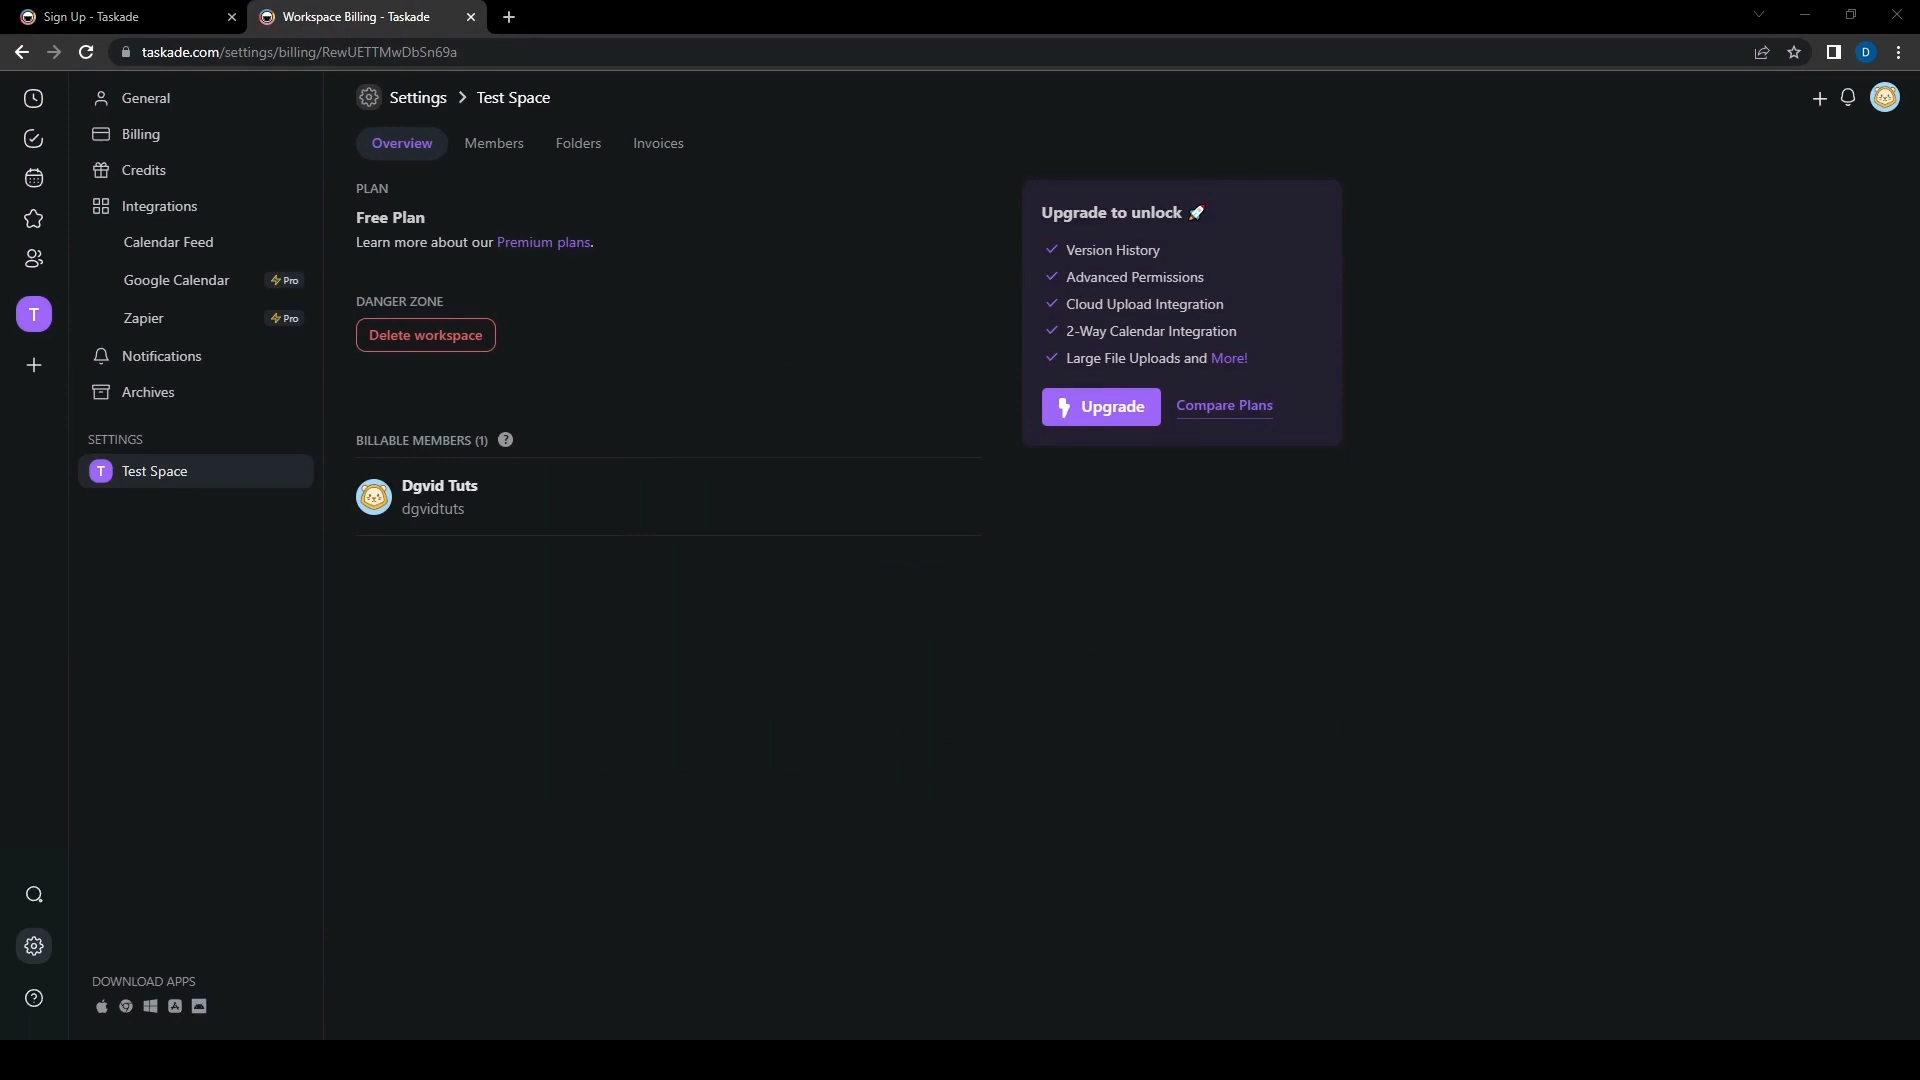 Sign Up - Taskade
Workspace Billing - Taskade
taskade.com/settings/billing/RewUETTMwDbSn69a
D
General
Billing
Credits
Integrations
Calendar Feed
Google Calendar Pro
Zapier Pro
Notifications
Archives
SETTINGS
T Test Space
T
DOWNLOAD APPS
Settings > Test Space
Overview Members Folders Invoices
PLAN
Free Plan
Learn more about our Premium plans.
DANGER ZONE
Delete workspace
BILLABLE MEMBERS (1) ?
Dgvid Tuts
dgvidtuts
Upgrade to unlock 🚀
Version History
Advanced Permissions
Cloud Upload Integration
2-Way Calendar Integration
Large File Uploads and More!
Upgrade Compare Plans